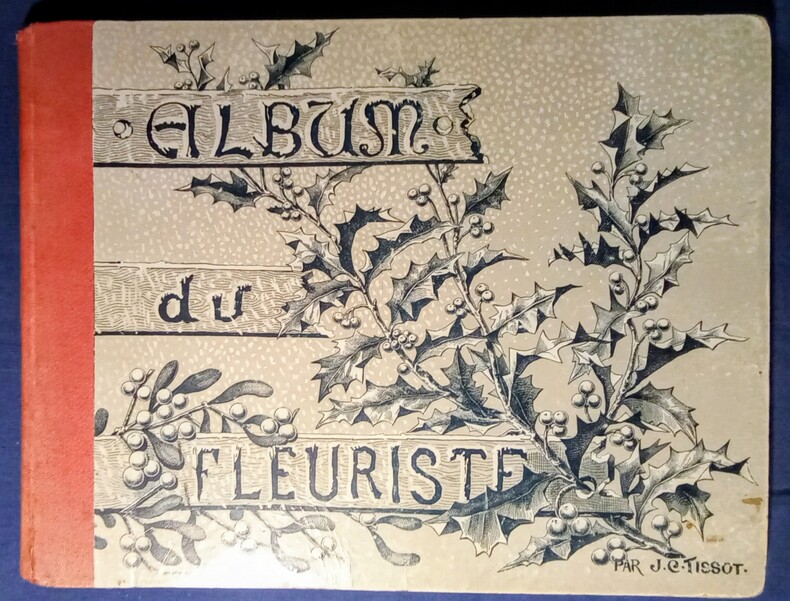 ALBUM
du
FLEURISTE
PAR J. C. TISSOT.